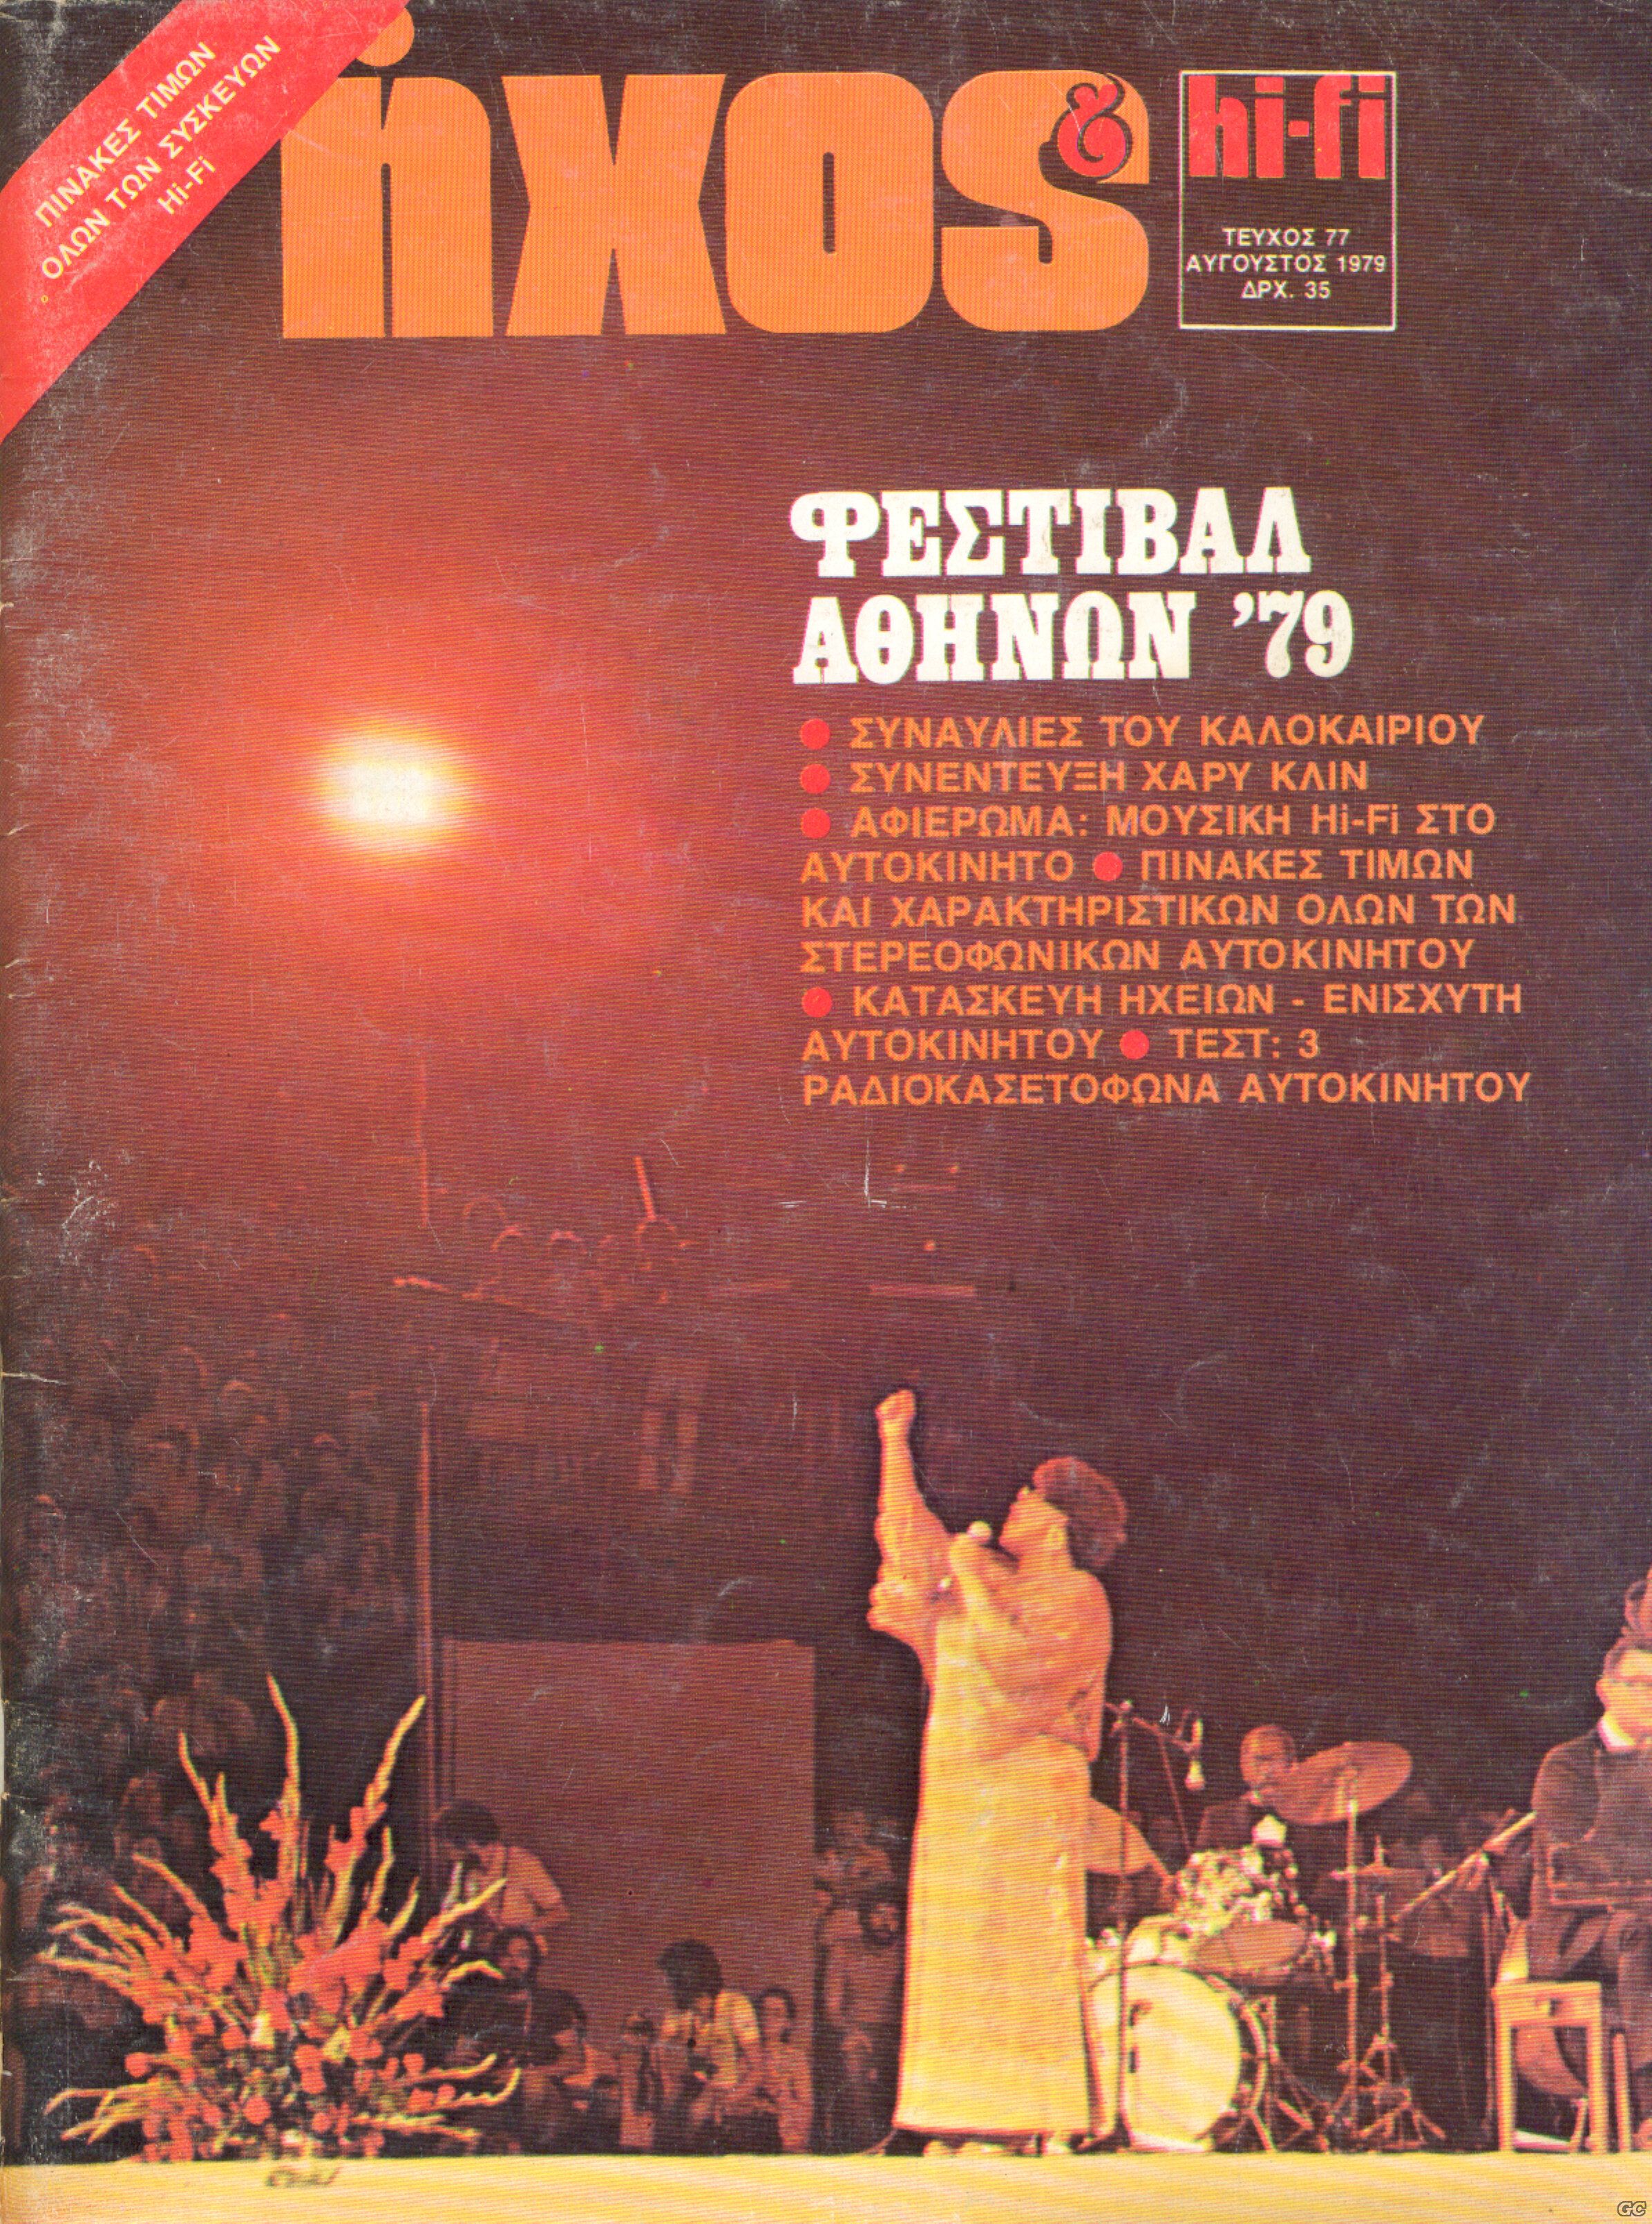 ΠΙΝΑΚΕΣ ΤΙΜΩΝ
ΟΛΩΝ ΤΩΝ ΣΥΣΚΕΥΩΝ
Hi-Fi
ήχος & hi-fi
ΤΕΥΧΟΣ 77
ΑΥΓΟΥΣΤΟΣ 1979
ΔΡΧ. 35
ΦΕΣΤΙΒΑΛ
ΑΘΗΝΩΝ '79
● ΣΥΝΑΥΛΙΕΣ ΤΟΥ ΚΑΛΟΚΑΙΡΙΟΥ
● ΣΥΝΕΝΤΕΥΞΗ ΧΑΡΥ ΚΛΙΝ
● ΑΦΙΕΡΩΜΑ: ΜΟΥΣΙΚΗ Hi-Fi ΣΤΟ
ΑΥΤΟΚΙΝΗΤΟ ● ΠΙΝΑΚΕΣ ΤΙΜΩΝ
ΚΑΙ ΧΑΡΑΚΤΗΡΙΣΤΙΚΩΝ ΟΛΩΝ ΤΩΝ
ΣΤΕΡΕΟΦΩΝΙΚΩΝ ΑΥΤΟΚΙΝΗΤΟΥ
● ΚΑΤΑΣΚΕΥΗ ΗΧΕΙΩΝ - ΕΝΙΣΧΥΤΗ
ΑΥΤΟΚΙΝΗΤΟΥ ● ΤΕΣΤ: 3
ΡΑΔΙΟΚΑΣΕΤΟΦΩΝΑ ΑΥΤΟΚΙΝΗΤΟΥ
GC